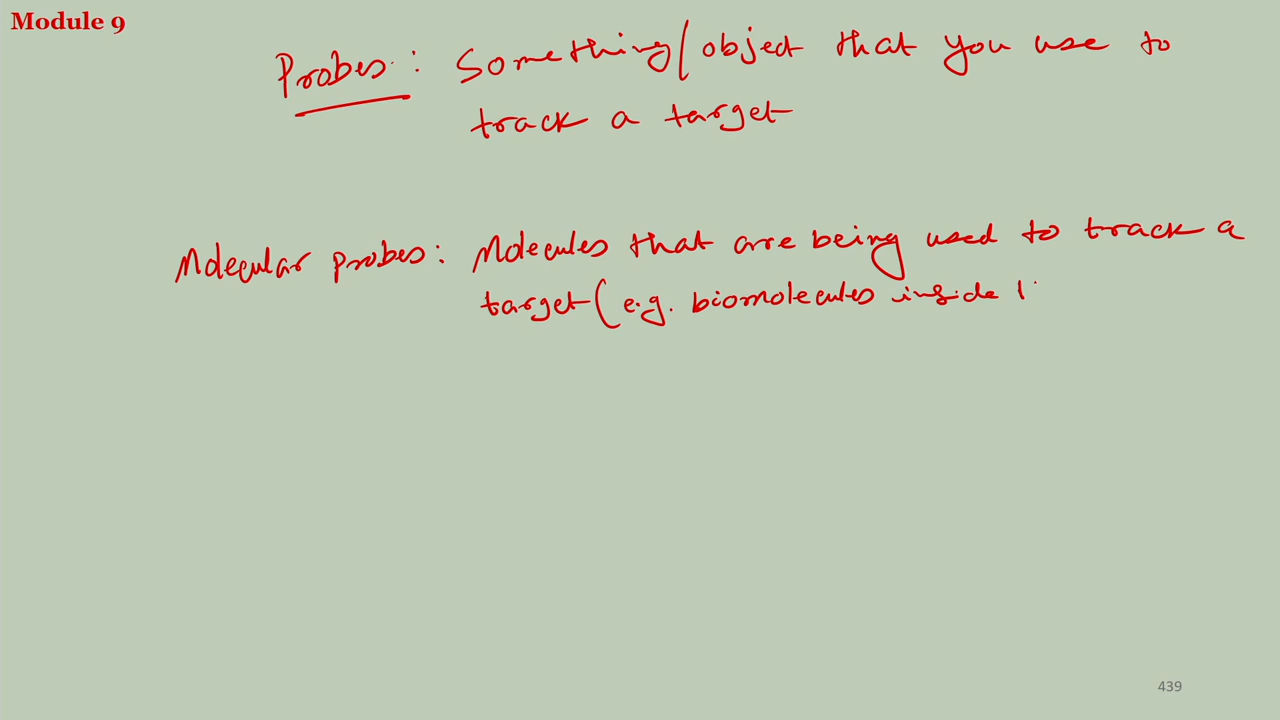 Module 9
Probes: Something/object that you use to
track a target
Molecular probes: Molecules that are being used to track a
target (e.g. biomolecules inside
439